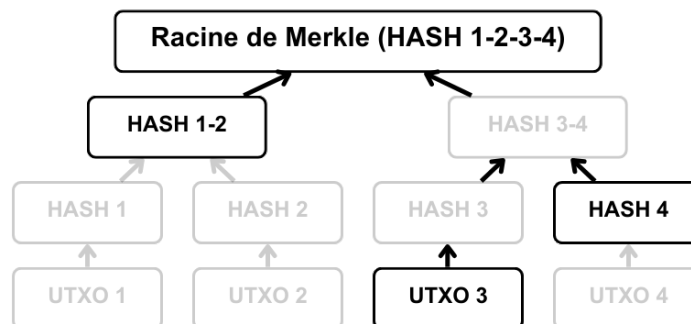 Racine de Merkle (HASH 1-2-3-4)
HASH 1-2
HASH 3-4
HASH 1
HASH 2
HASH 3
HASH 4
UTXO 1
UTXO 2
UTXO 3
UTXO 4